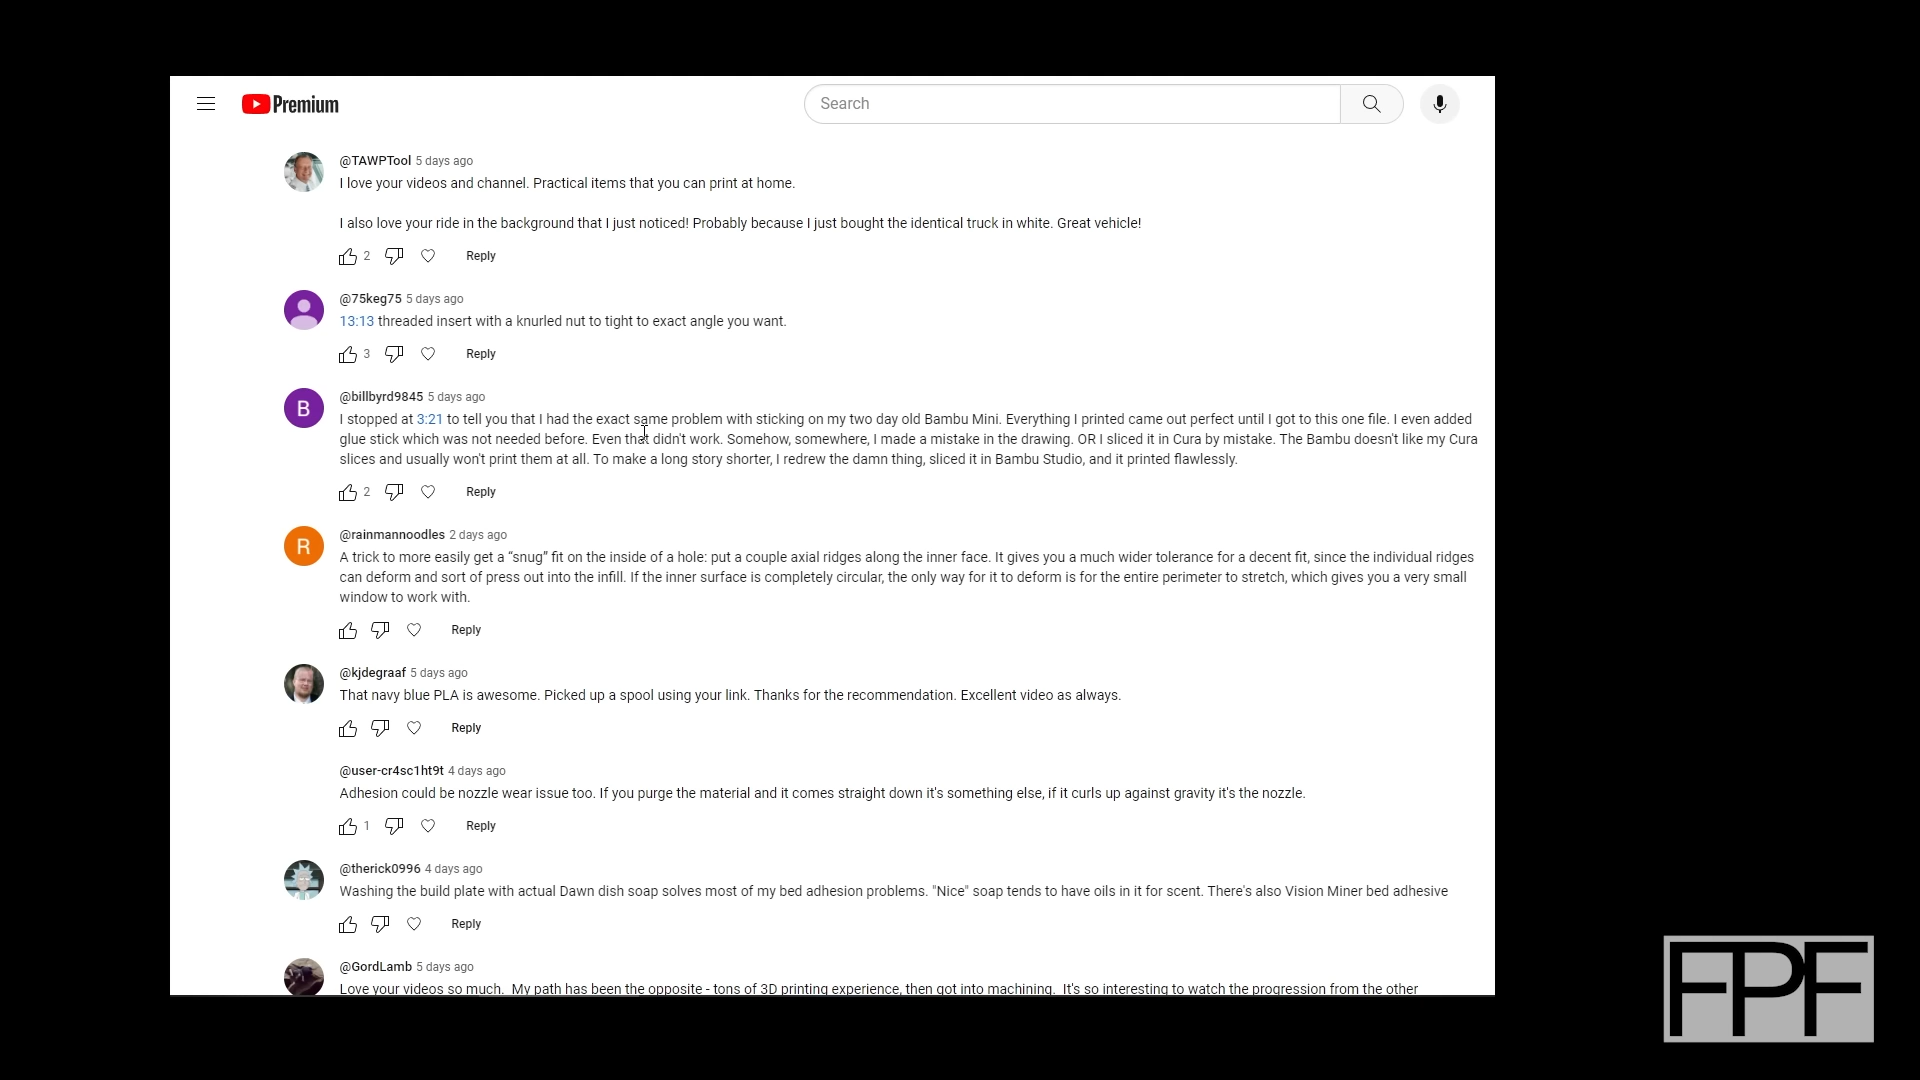 Premium
Search
@TAWPTool 5 days ago
I love your videos and channel. Practical items that you can print at home.
I also love your ride in the background that I just noticed! Probably because I just bought the identical truck in white. Great vehicle!
2 Reply
@75keg75 5 days ago
13:13 threaded insert with a knurled nut to tight to exact angle you want.
3 Reply
B
@billbyrd9845 5 days ago
I stopped at 3:21 to tell you that I had the exact same problem with sticking on my two day old Bambu Mini. Everything I printed came out perfect until I got to this one file. I even added
glue stick which was not needed before. Even that didn't work. Somehow, somewhere, I made a mistake in the drawing. OR I sliced it in Cura by mistake. The Bambu doesn't like my Cura
slices and usually won't print them at all. To make a long story shorter, I redrew the damn thing, sliced it in Bambu Studio, and it printed flawlessly.
2 Reply
R
@rainmannoodles 2 days ago
A trick to more easily get a “snug” fit on the inside of a hole: put a couple axial ridges along the inner face. It gives you a much wider tolerance for a decent fit, since the individual ridges
can deform and sort of press out into the infill. If the inner surface is completely circular, the only way for it to deform is for the entire perimeter to stretch, which gives you a very small
window to work with.
Reply
@kjdegraaf 5 days ago
That navy blue PLA is awesome. Picked up a spool using your link. Thanks for the recommendation. Excellent video as always.
Reply
@user-cr4sc1ht9t 4 days ago
Adhesion could be nozzle wear issue too. If you purge the material and it comes straight down it's something else, if it curls up against gravity it's the nozzle.
1 Reply
@therick0996 4 days ago
Washing the build plate with actual Dawn dish soap solves most of my bed adhesion problems. "Nice" soap tends to have oils in it for scent. There's also Vision Miner bed adhesive
Reply
@GordLamb 5 days ago
Love your videos so much. My path has been the opposite - tons of 3D printing experience, then got into machining. It's so interesting to watch the progression from the other
FPF